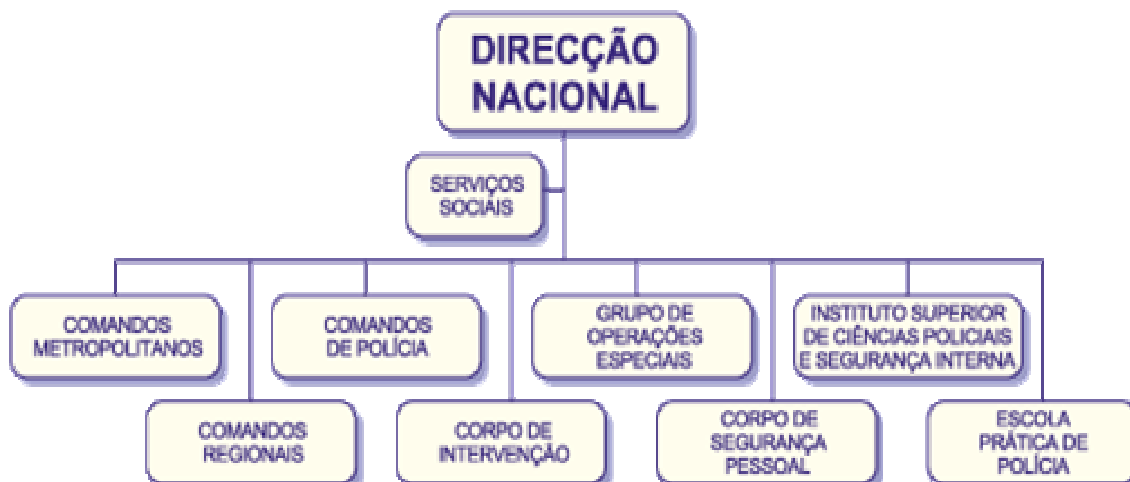 DIRECÇÃO
NACIONAL
SERVIÇOS
SOCIAIS
COMANDOS
METROPOLITANOS
COMANDOS
DE POLÍCIA
GRUPO DE
OPERAÇÕES
ESPECIAIS
INSTITUTO SUPERIOR
DE CIÊNCIAS POLICIAIS
E SEGURANÇA INTERNA
COMANDOS
REGIONAIS
CORPO DE
INTERVENÇÃO
CORPO DE
SEGURANÇA
PESSOAL
ESCOLA
PRÁTICA DE
POLÍCIA